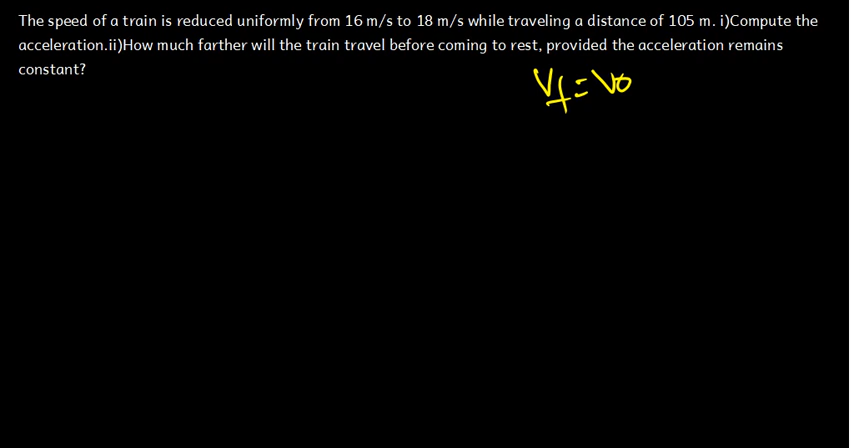 The speed of a train is reduced uniformly from 16 m/s to 18 m/s while traveling a distance of 105 m. i)Compute the
acceleration.ii)How much farther will the train travel before coming to rest, provided the acceleration remains
constant?
Vf = Vo